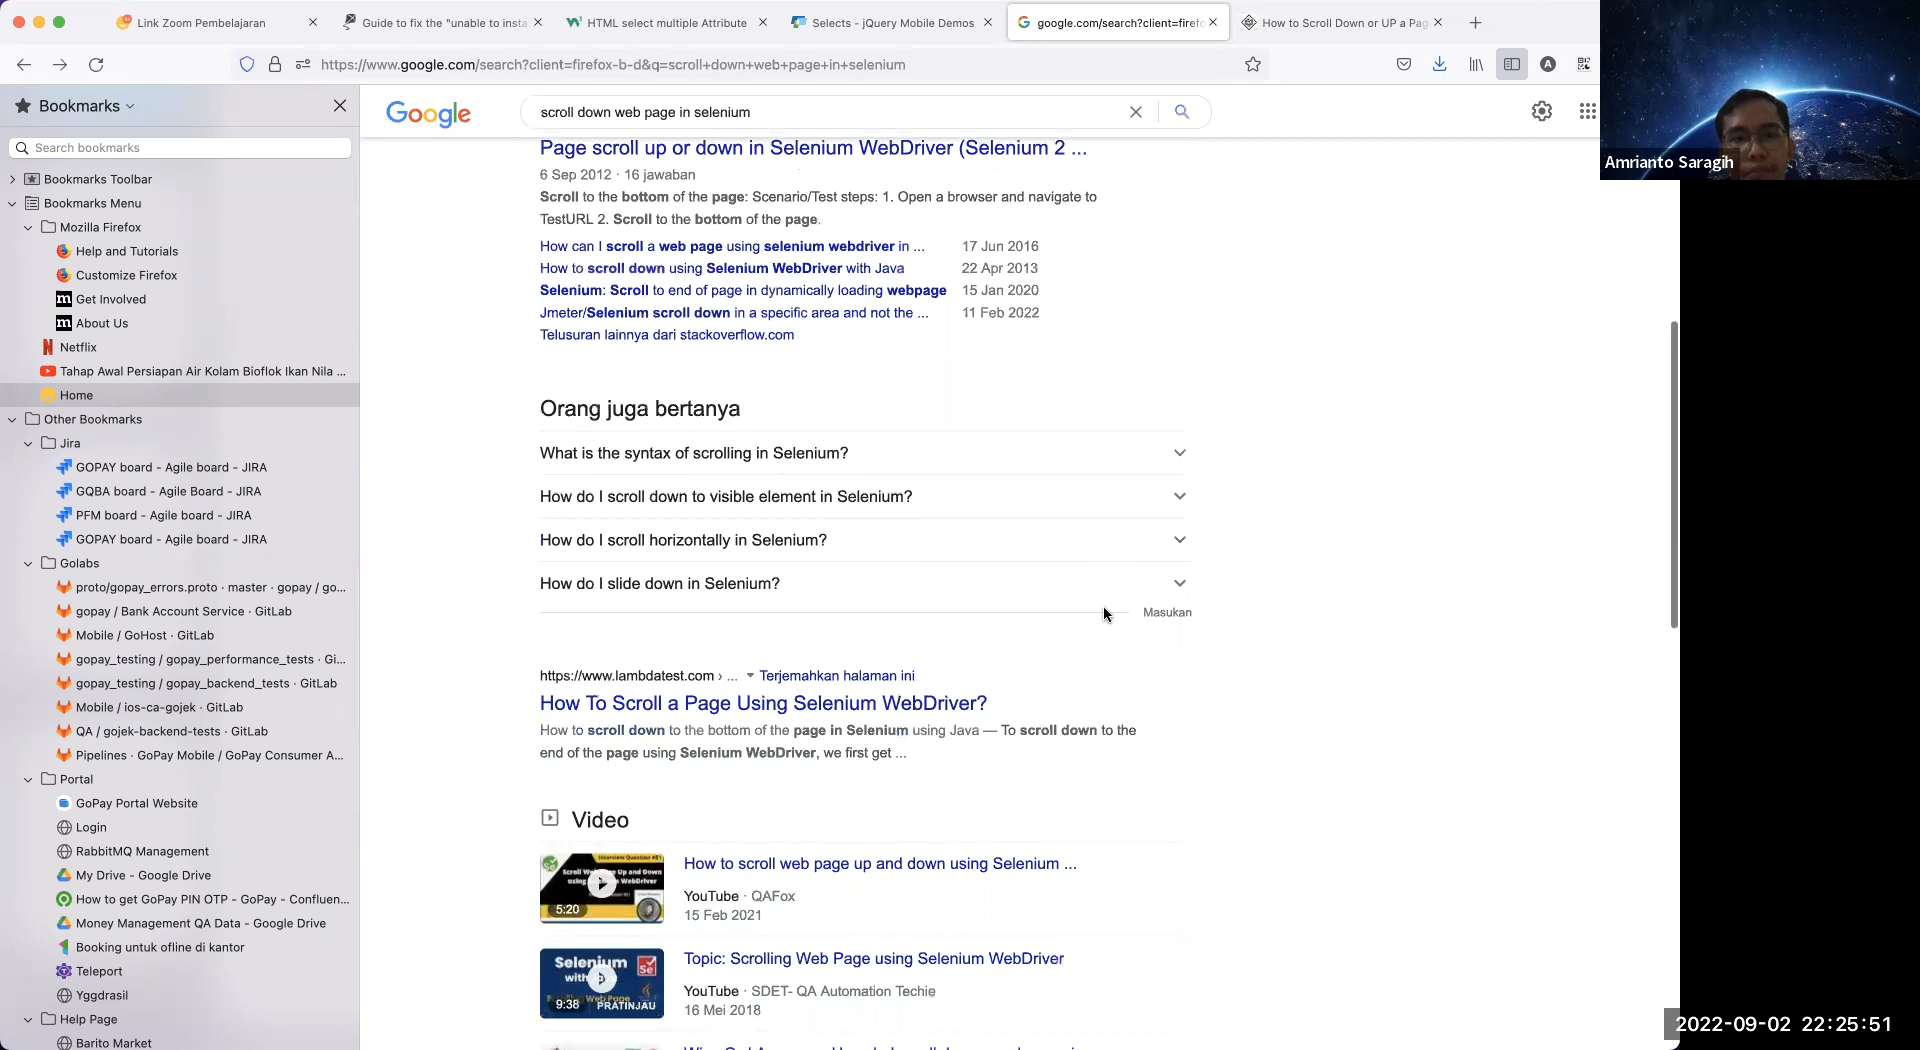 Link Zoom Pembelajaran
Guide to fix the "unable to insta
HTML select multiple Attribute
Selects - jQuery Mobile Demos
google.com/search?client=firef
How to Scroll Down or UP a Pag
https://www.google.com/search?client=firefox-b-d&q=scroll+down+web+page+in+selenium
Bookmarks
Search bookmarks
Bookmarks Toolbar
Bookmarks Menu
Mozilla Firefox
Help and Tutorials
Customize Firefox
Get Involved
About Us
Netflix
Tahap Awal Persiapan Air Kolam Bioflok Ikan Nila ...
Home
Other Bookmarks
Jira
GOPAY board - Agile board - JIRA
GQBA board - Agile Board - JIRA
PFM board - Agile board - JIRA
GOPAY board - Agile board - JIRA
Golabs
proto/gopay_errors.proto · master · gopay / go...
gopay / Bank Account Service · GitLab
Mobile / GoHost · GitLab
gopay_testing / gopay_performance_tests · Gi...
gopay_testing / gopay_backend_tests · GitLab
Mobile / ios-ca-gojek · GitLab
QA / gojek-backend-tests · GitLab
Pipelines · GoPay Mobile / GoPay Consumer A...
Portal
GoPay Portal Website
Login
RabbitMQ Management
My Drive - Google Drive
How to get GoPay PIN OTP - GoPay - Confluen...
Money Management QA Data - Google Drive
Booking untuk ofline di kantor
Teleport
Yggdrasil
Help Page
Barito Market
Google
scroll down web page in selenium
Page scroll up or down in Selenium WebDriver (Selenium 2 ...
6 Sep 2012 · 16 jawaban
Scroll to the bottom of the page: Scenario/Test steps: 1. Open a browser and navigate to
TestURL 2. Scroll to the bottom of the page.
How can I scroll a web page using selenium webdriver in ... 17 Jun 2016
How to scroll down using Selenium WebDriver with Java 22 Apr 2013
Selenium: Scroll to end of page in dynamically loading webpage 15 Jan 2020
Jmeter/Selenium scroll down in a specific area and not the ... 11 Feb 2022
Telusuran lainnya dari stackoverflow.com
Orang juga bertanya
What is the syntax of scrolling in Selenium?
How do I scroll down to visible element in Selenium?
How do I scroll horizontally in Selenium?
How do I slide down in Selenium?
Masukan
https://www.lambdatest.com › ... Terjemahkan halaman ini
How To Scroll a Page Using Selenium WebDriver?
How to scroll down to the bottom of the page in Selenium using Java — To scroll down to the
end of the page using Selenium WebDriver, we first get ...
Video
How to scroll web page up and down using Selenium ...
YouTube · QAFox
15 Feb 2021
5:20
Topic: Scrolling Web Page using Selenium WebDriver
YouTube · SDET- QA Automation Techie
16 Mei 2018
Selenium
with
PRATINJAU
9:38
Amrianto Saragih
2022-09-02 22:25:51